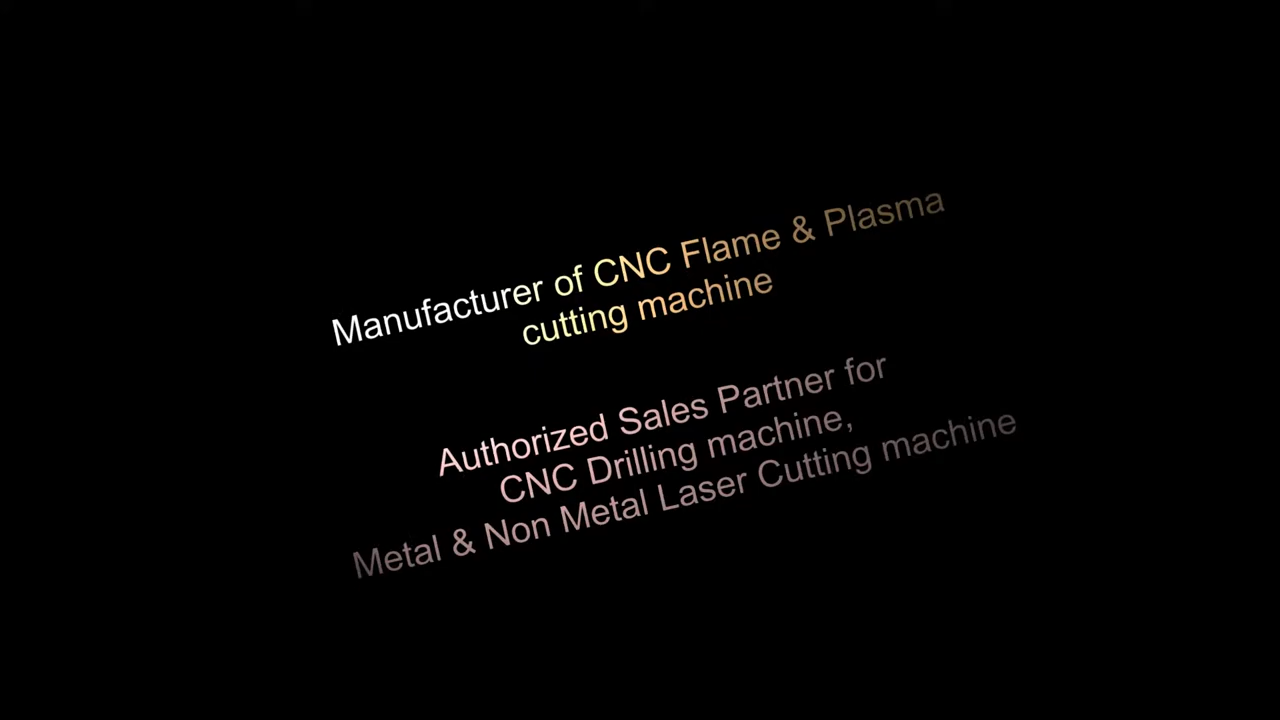 Manufacturer of CNC Flame & Plasma
cutting machine
Authorized Sales Partner for
CNC Drilling machine,
Metal & Non Metal Laser Cutting machine